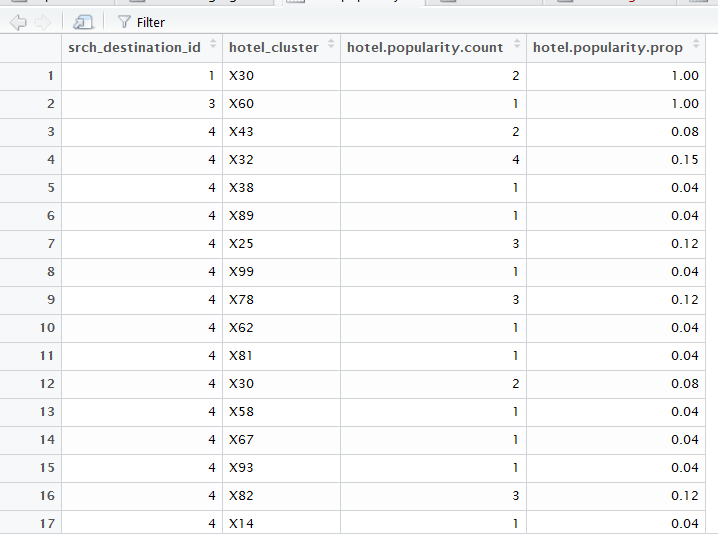 Filter
srch_destination_id hotel_cluster hotel.popularity.count hotel.popularity.prop
1 1 X30 2 1.00
2 3 X60 1 1.00
3 4 X43 2 0.08
4 4 X32 4 0.15
5 4 X38 1 0.04
6 4 X89 1 0.04
7 4 X25 3 0.12
8 4 X99 1 0.04
9 4 X78 3 0.12
10 4 X62 1 0.04
11 4 X81 1 0.04
12 4 X30 2 0.08
13 4 X58 1 0.04
14 4 X67 1 0.04
15 4 X93 1 0.04
16 4 X82 3 0.12
17 4 X14 1 0.04